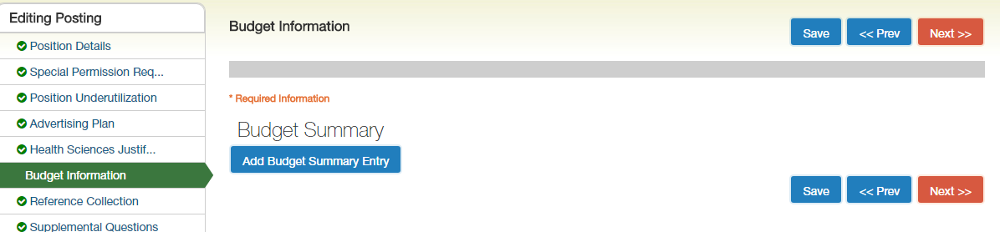 Editing Posting
Position Details
Special Permission Req...
Position Underutilization
Advertising Plan
Health Sciences Justif...
Budget Information
Reference Collection
Supplemental Questions
Budget Information
Save
<< Prev
Next >>
* Required Information
Budget Summary
Add Budget Summary Entry
Save
<< Prev
Next >>